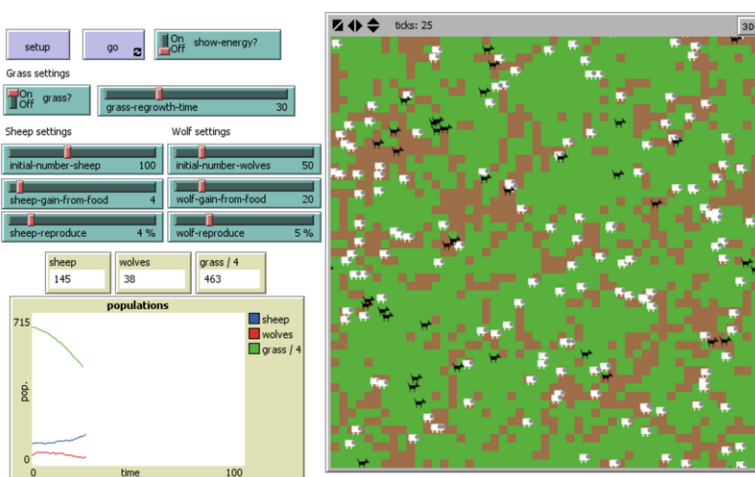 setup
go
On
Off
show-energy?
Grass settings
On
Off
grass?
grass-regrowth-time 30
Sheep settings
Wolf settings
initial-number-sheep 100
initial-number-wolves 50
sheep-gain-from-food 4
wolf-gain-from-food 20
sheep-reproduce 4 %
wolf-reproduce 5 %
sheep
145
wolves
38
grass / 4
463
populations
715
pop.
0
0
time
100
sheep
wolves
grass / 4
ticks: 25
3D